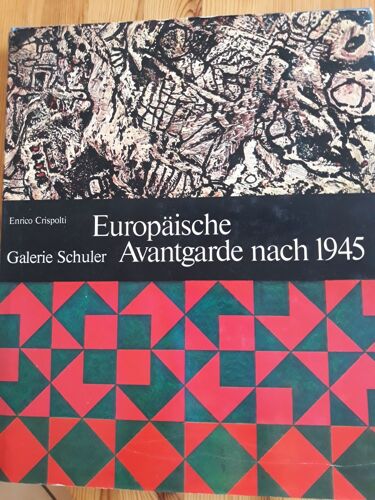 Enrico Crispolti
Europäische
Galerie Schuler Avantgarde nach 1945